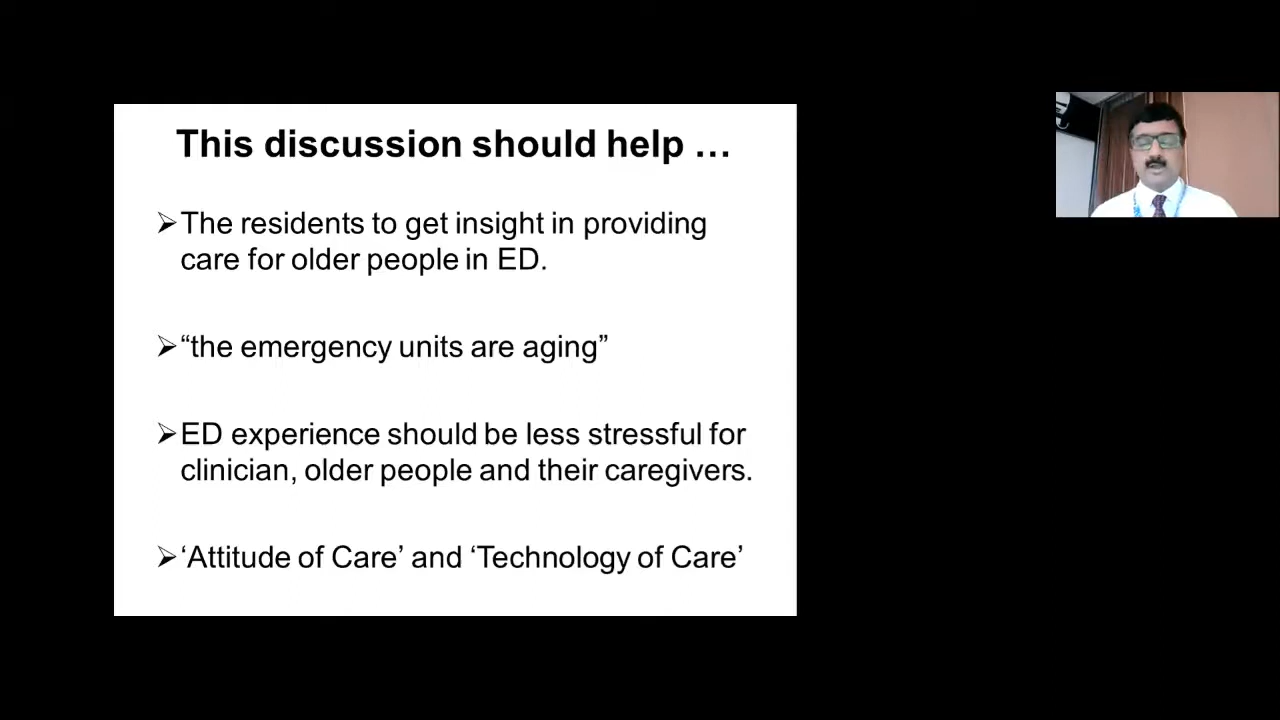 This discussion should help …
➢The residents to get insight in providing
care for older people in ED.
➢“the emergency units are aging”
➢ED experience should be less stressful for
clinician, older people and their caregivers.
➢‘Attitude of Care’ and ‘Technology of Care’